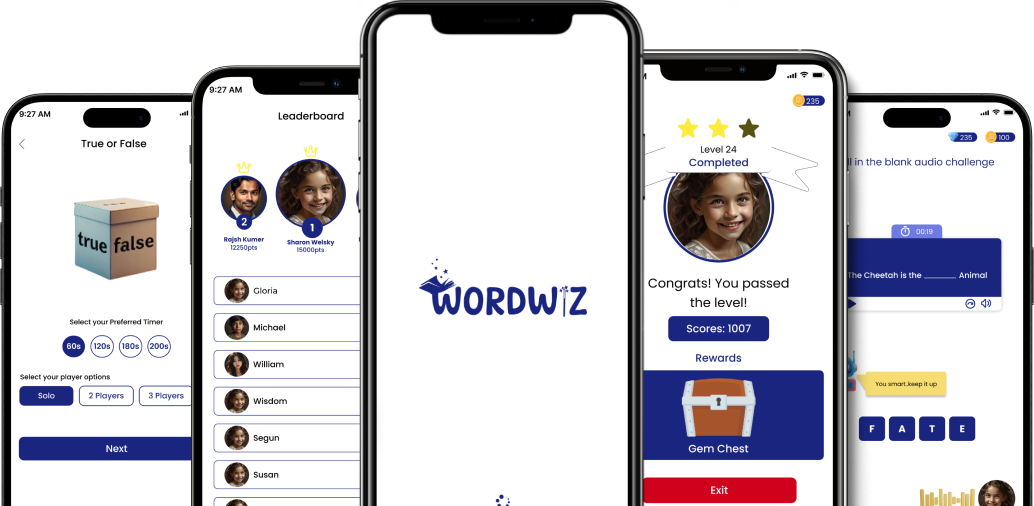 9:27 AM
True or False
true
false
Select your Preferred Timer
60s
120s
180s
200s
Select your player options
Solo
2 Players
3 Players
Next
9:27 AM
Leaderboard
2
Rajsh Kumer
12250pts
1
Sharon Welsky
15000pts
Gloria
Michael
William
Wisdom
Segun
Susan
WORDWIZ
235
Level 24
Completed
Congrats! You passed
the level!
Scores: 1007
Rewards
Gem Chest
Exit
235
100
ll in the blank audio challenge
00:19
The Cheetah is the ________ Animal
You smart,keep it up
F A T E